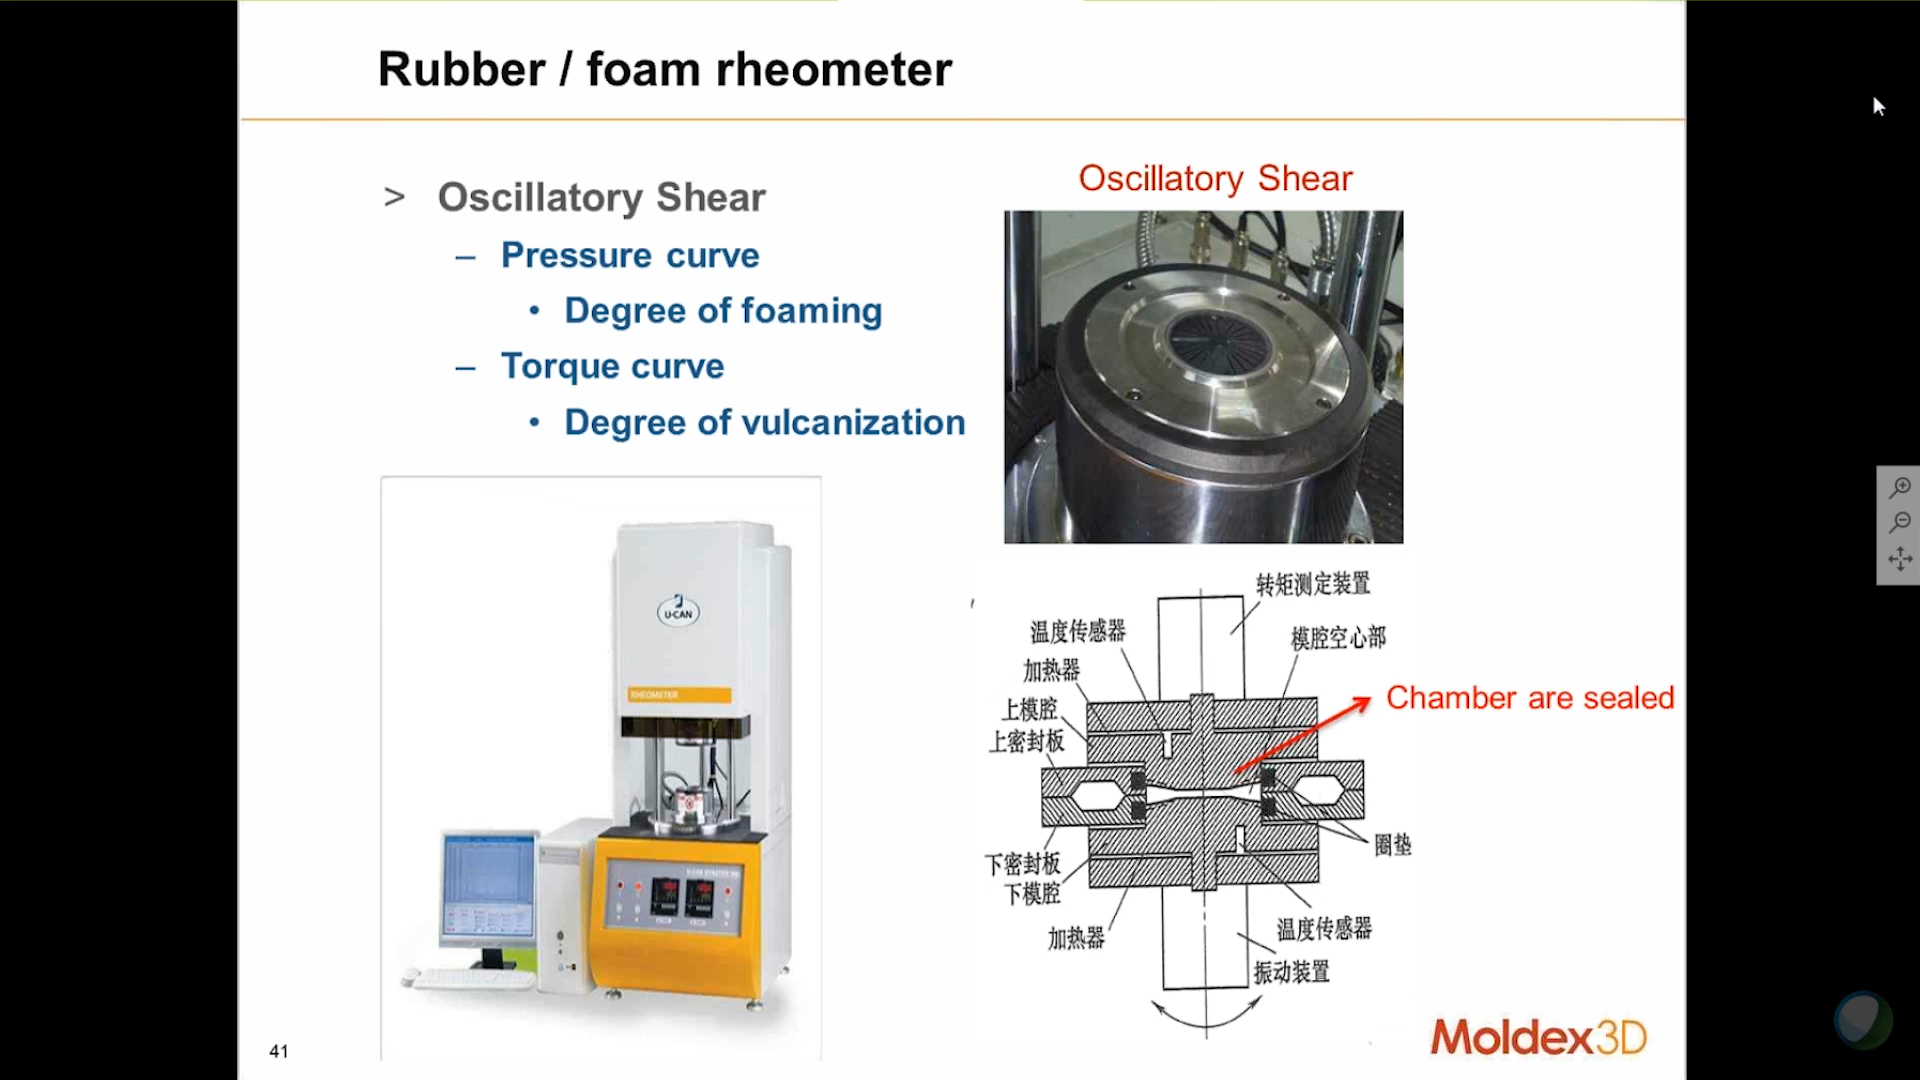 Rubber / foam rheometer
> Oscillatory Shear
– Pressure curve
• Degree of foaming
– Torque curve
• Degree of vulcanization
Oscillatory Shear
U-CAN
RHEOMETER
转矩测定装置
温度传感器
模腔空心部
加热器
Chamber are sealed
上模腔
上密封板
圈垫
下密封板
下模腔
温度传感器
加热器
振动装置
41
Moldex3D